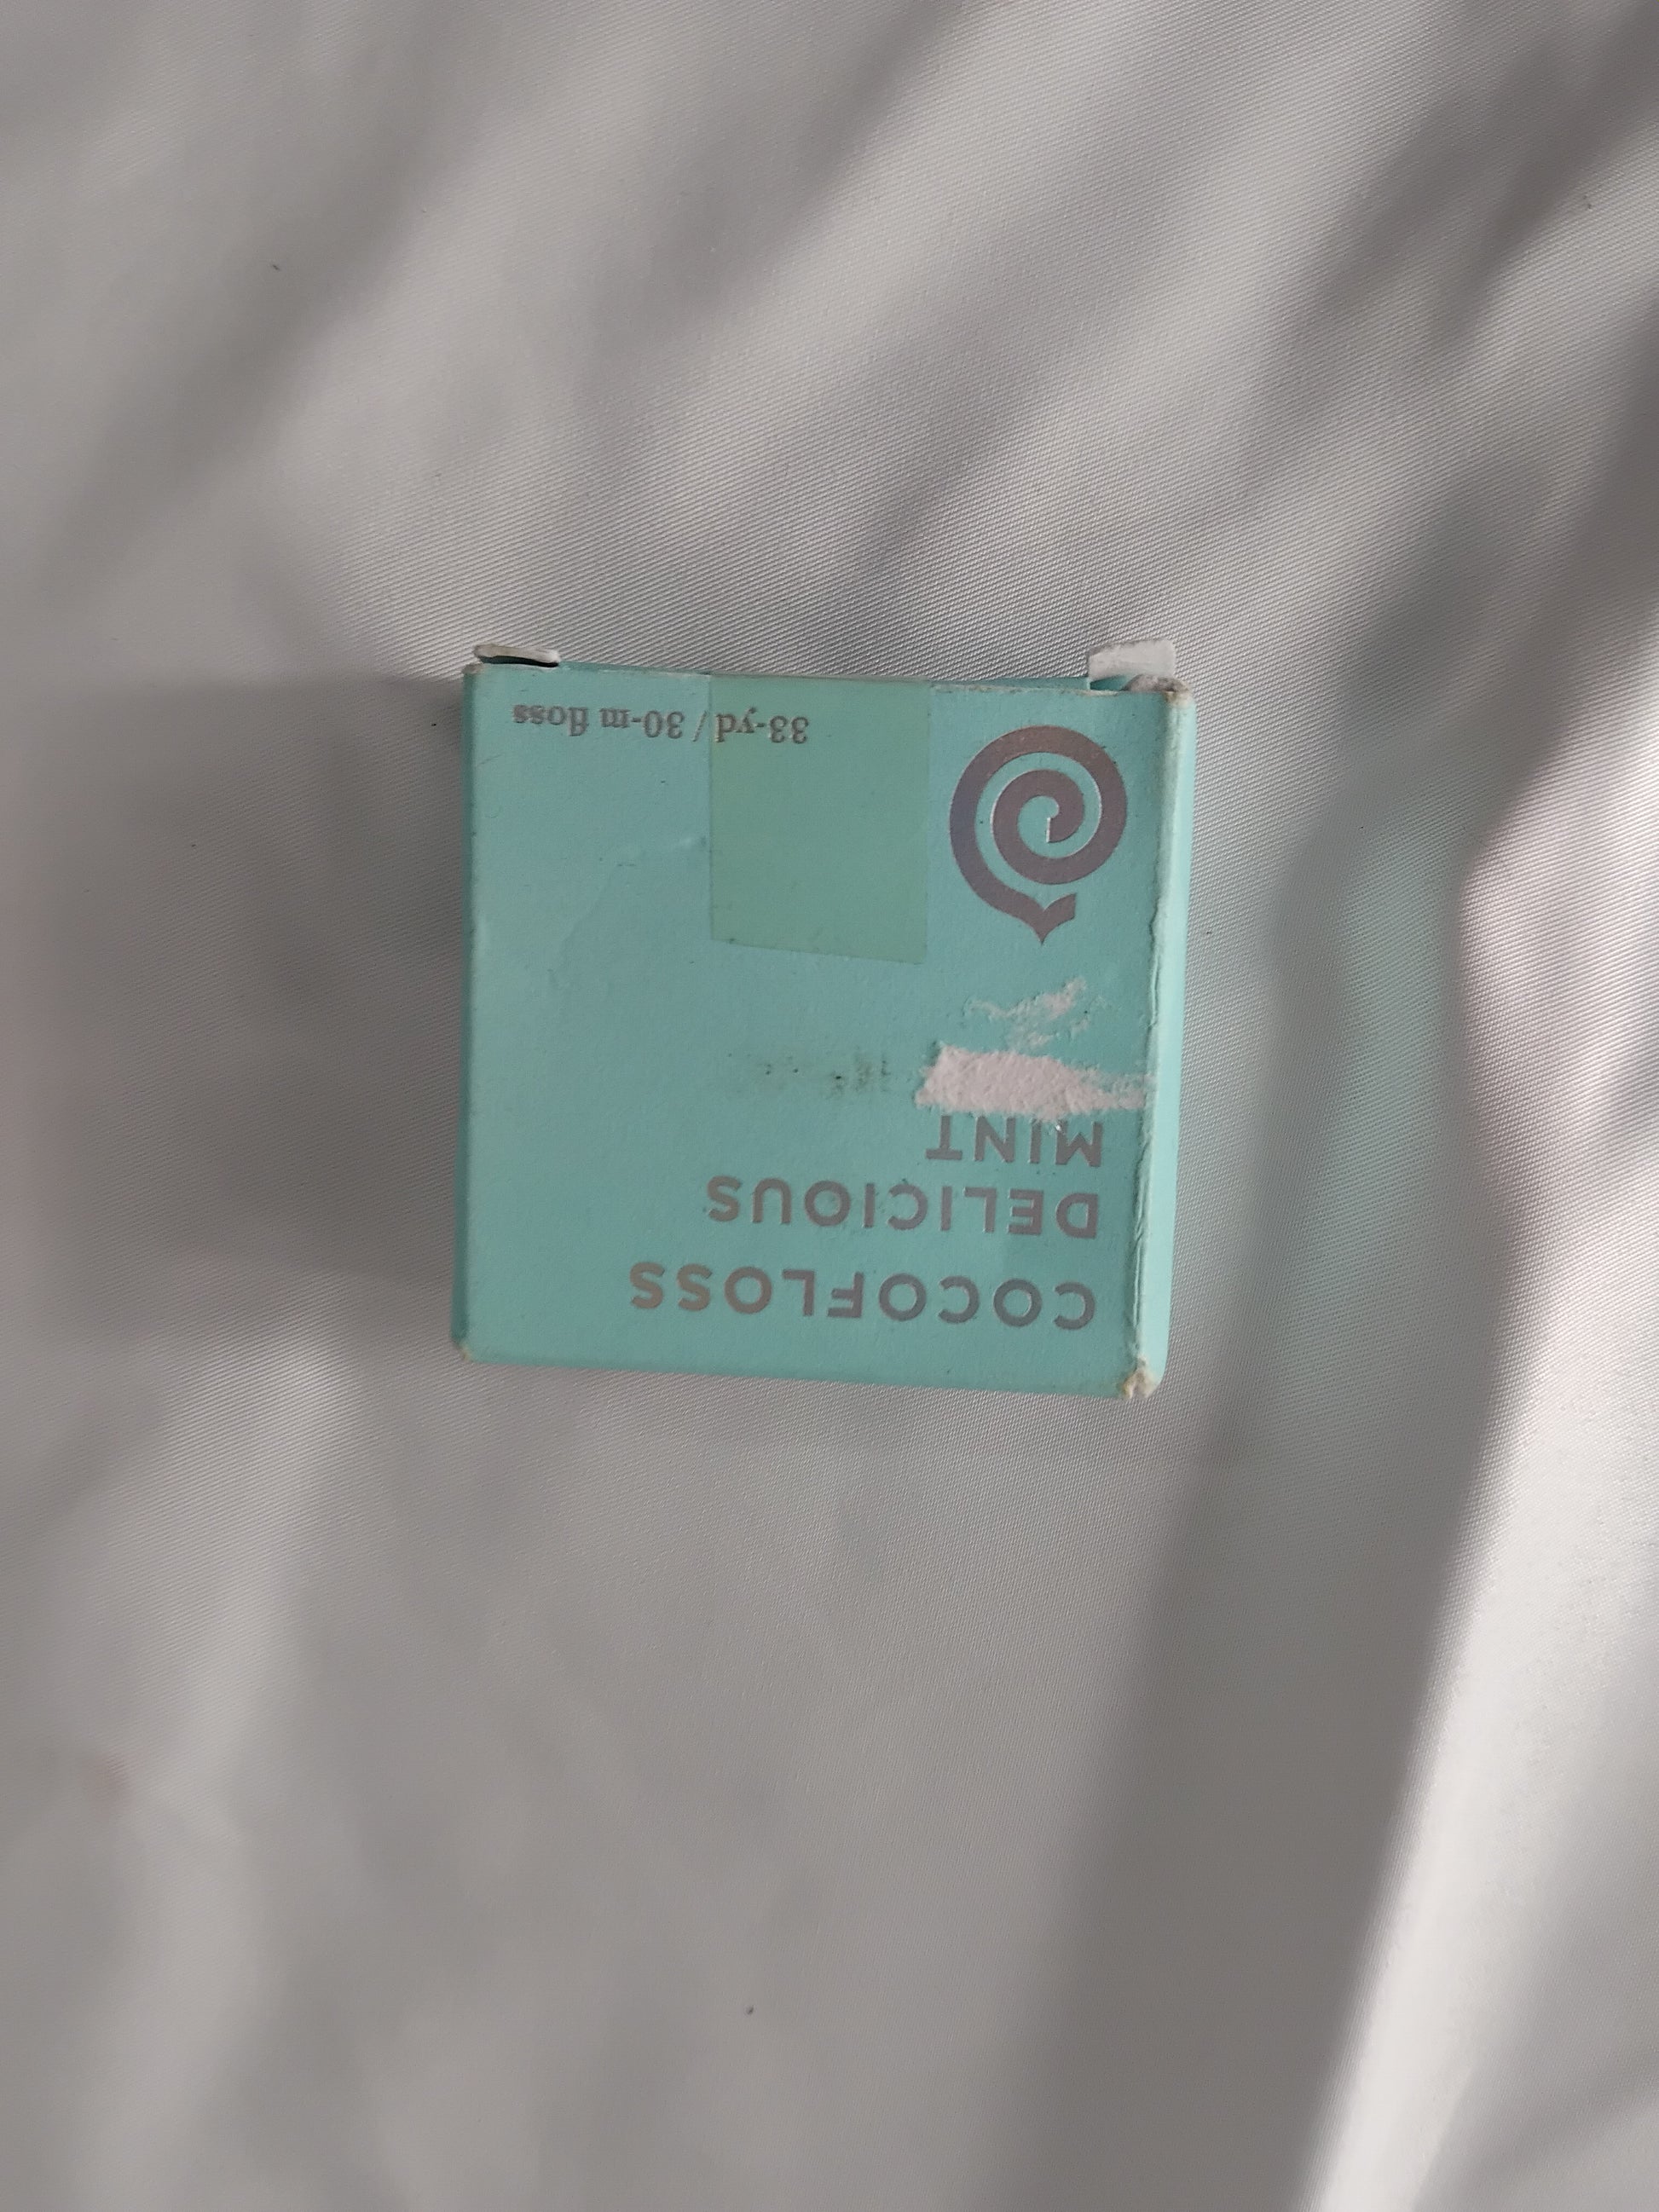 COCOFLOSS
DELICIOUS
MINT
33-yd / 30-m floss